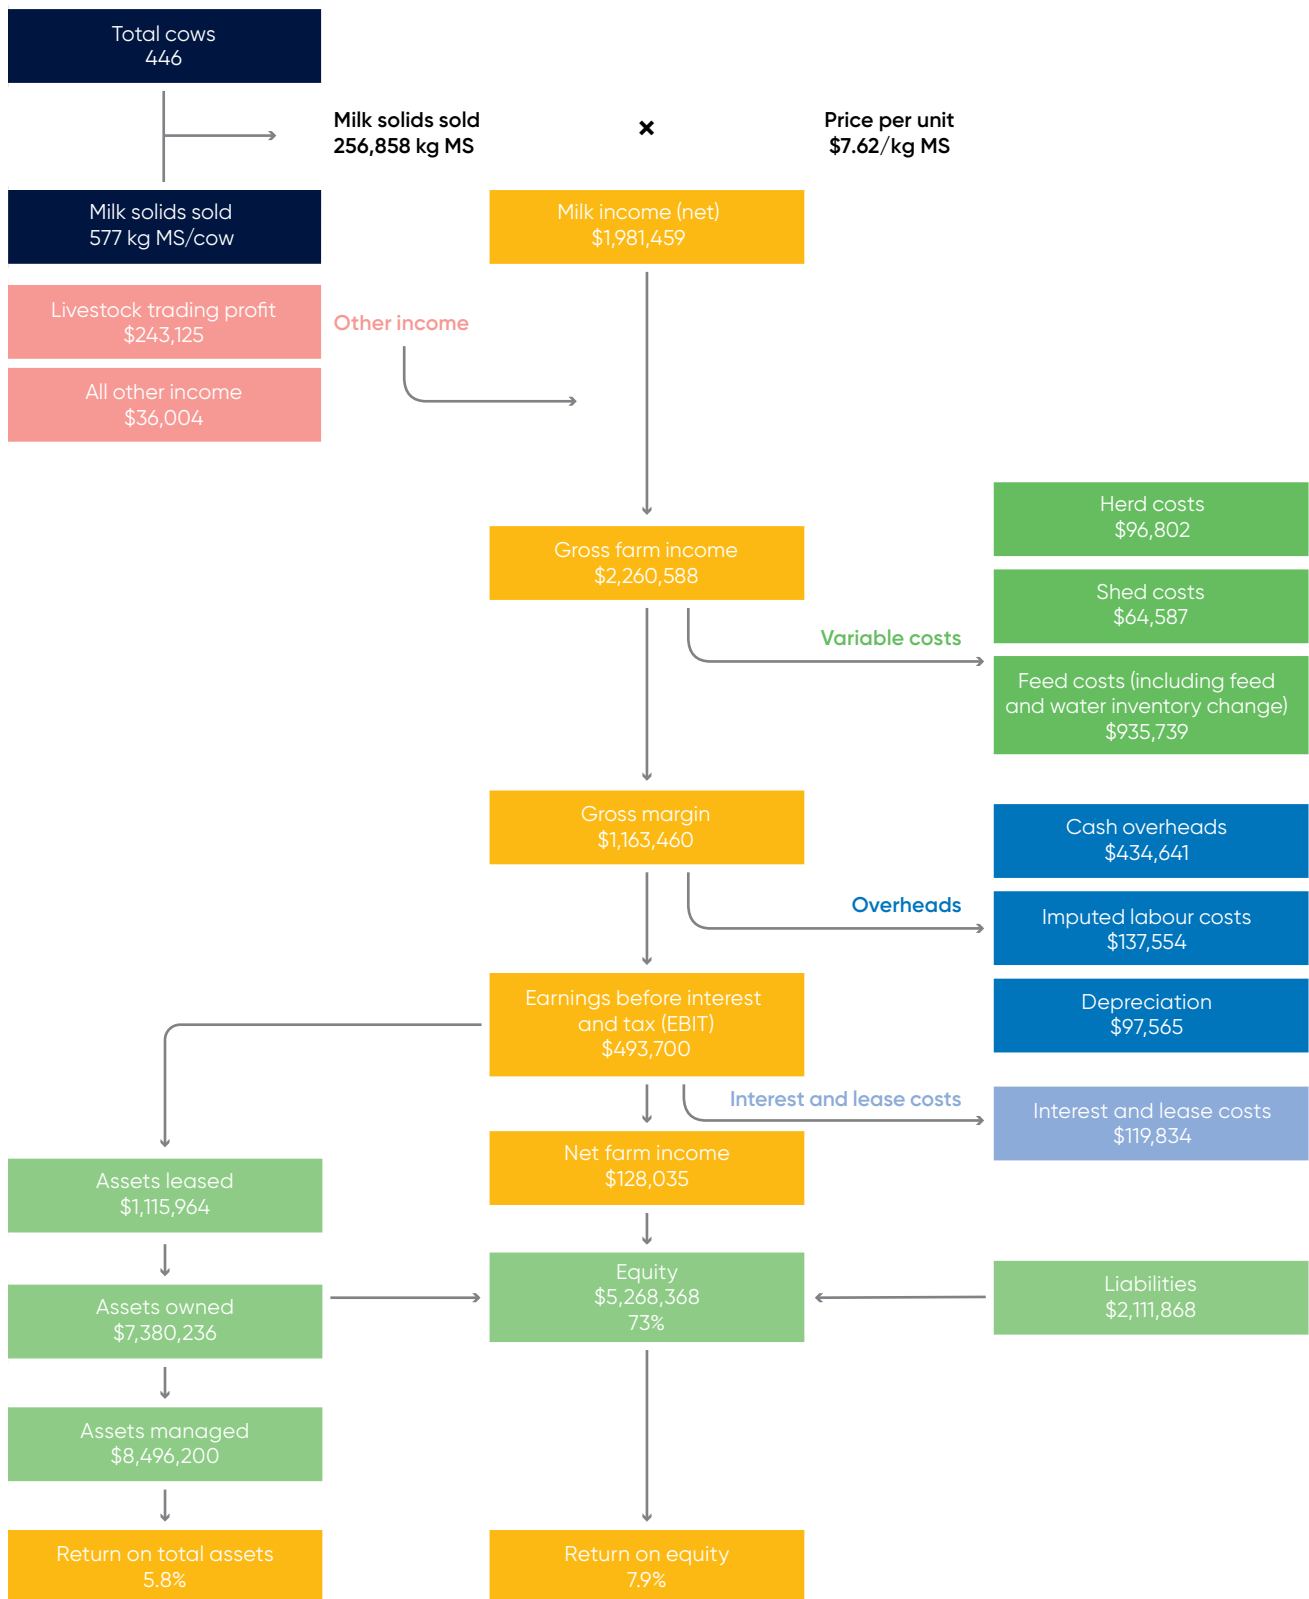 Total cows
446
Milk solids sold
256,858 kg MS
×
Price per unit
$7.62/kg MS
Milk solids sold
577 kg MS/cow
Milk income (net)
$1,981,459
Livestock trading profit
$243,125
Other income
All other income
$36,004
Herd costs
$96,802
Gross farm income
$2,260,588
Shed costs
$64,587
Variable costs
Feed costs (including feed
and water inventory change)
$935,739
Gross margin
$1,163,460
Cash overheads
$434,641
Overheads
Imputed labour costs
$137,554
Earnings before interest
and tax (EBIT)
$493,700
Depreciation
$97,565
Interest and lease costs
Interest and lease costs
$119,834
Net farm income
$128,035
Assets leased
$1,115,964
Equity
$5,268,368
73%
Liabilities
$2,111,868
Assets owned
$7,380,236
Assets managed
$8,496,200
Return on total assets
5.8%
Return on equity
7.9%